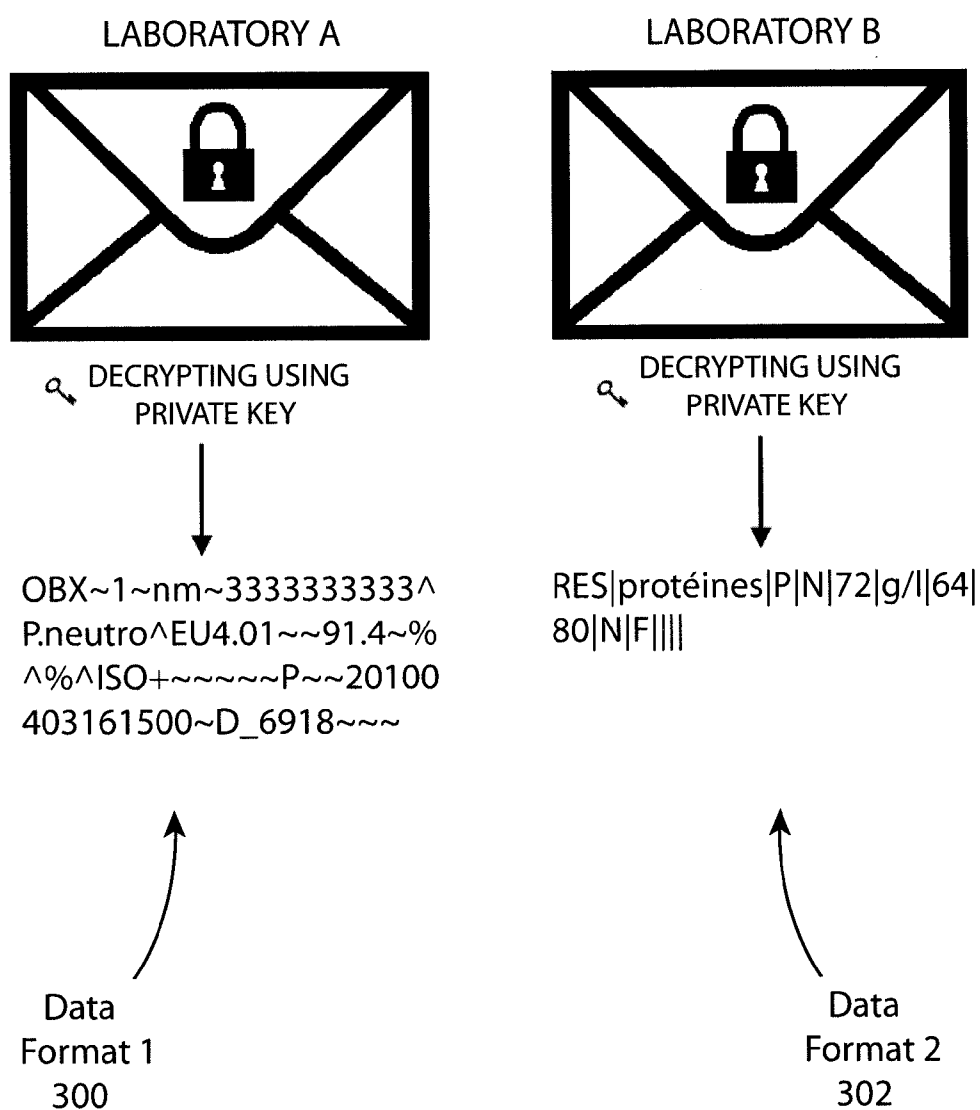 LABORATORY A
DECRYPTING USING
PRIVATE KEY
OBX~1~nm~3333333333^
P.neutro^EU4.01~~91.4~%
^%^ISO+~~~~~P~~20100
403161500~D_6918~~~
Data
Format 1
300
LABORATORY B
DECRYPTING USING
PRIVATE KEY
RES|protéines|P|N|72|g/l|64|
80|N|F||||
Data
Format 2
302